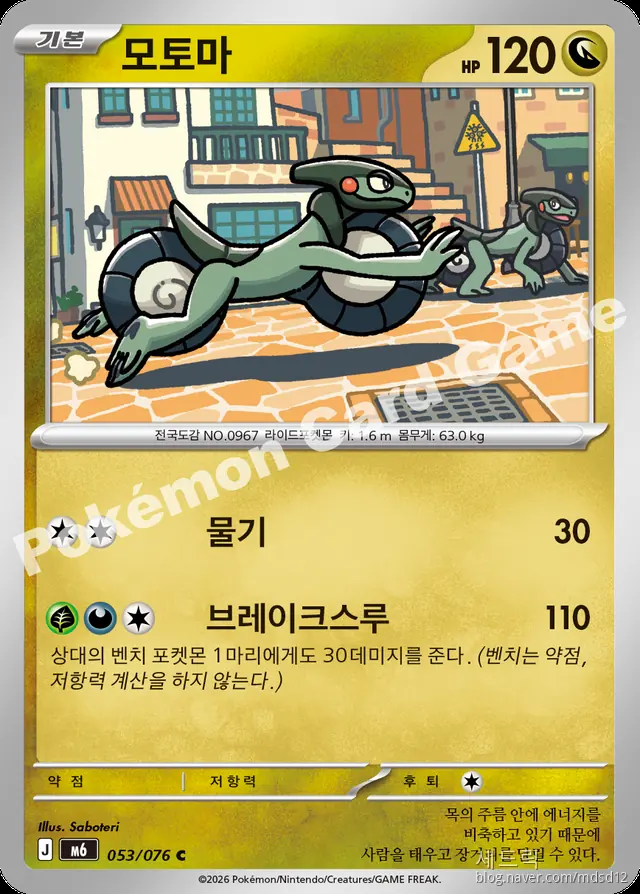 기본 모토마 HP 120
전국도감 NO.0967 라이드포켓몬 키: 1.6 m 몸무게: 63.0 kg
Pokémon Card Game
물기 30
브레이크스루 110
상대의 벤치 포켓몬 1마리에게도 30데미지를 준다. (벤치는 약점,
저항력 계산을 하지 않는다.)
약점 저항력 후퇴
Illus. Saboteri
J m6 053/076 C
목의 주름 안에 에너지를
비축하고 있기 때문에
사람을 태우고 장거리를 달릴 수 있다.
세드릭
blog.naver.com/mdsd12
©2026 Pokémon/Nintendo/Creatures/GAME FREAK.